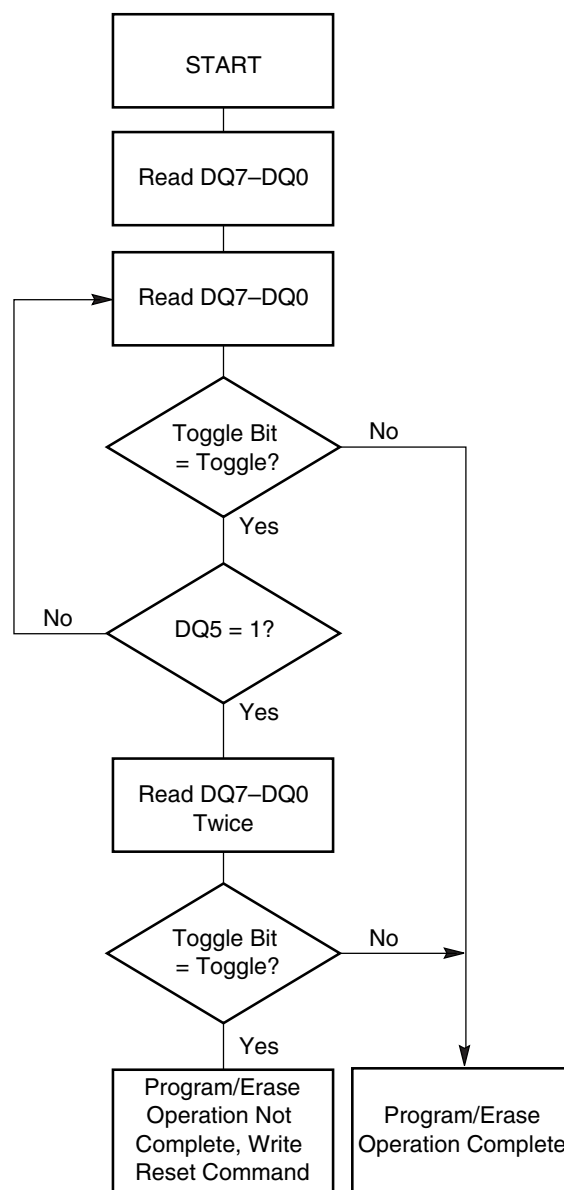 START
Read DQ7–DQ0
Read DQ7–DQ0
Toggle Bit
= Toggle?
No
Yes
DQ5 = 1?
No
Yes
Read DQ7–DQ0
Twice
Toggle Bit
= Toggle?
No
Yes
Program/Erase
Operation Not
Complete, Write
Reset Command
Program/Erase
Operation Complete